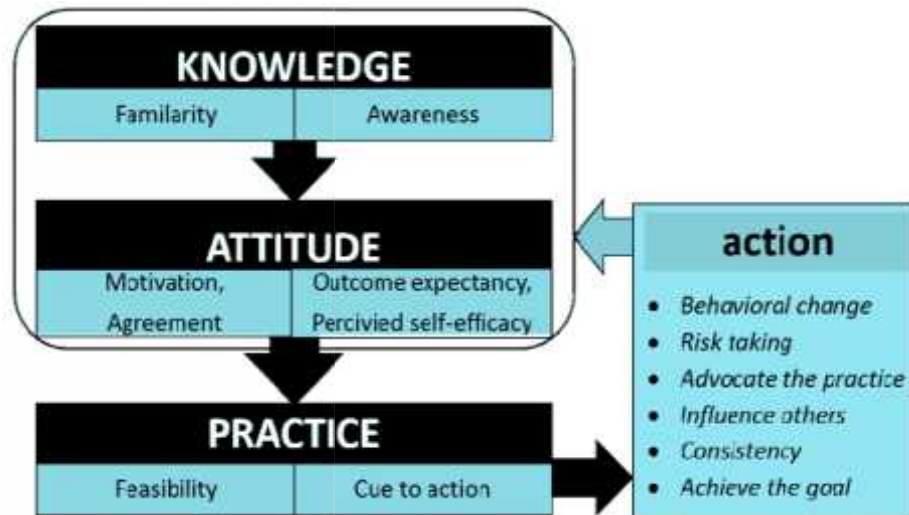 KNOWLEDGE
Familarity
Awareness
ATTITUDE
Motivation,
Agreement
Outcome expectancy,
Percivied self-efficacy
PRACTICE
Feasibility
Cue to action
action
• Behavioral change
• Risk taking
• Advocate the practice
• Influence others
• Consistency
• Achieve the goal